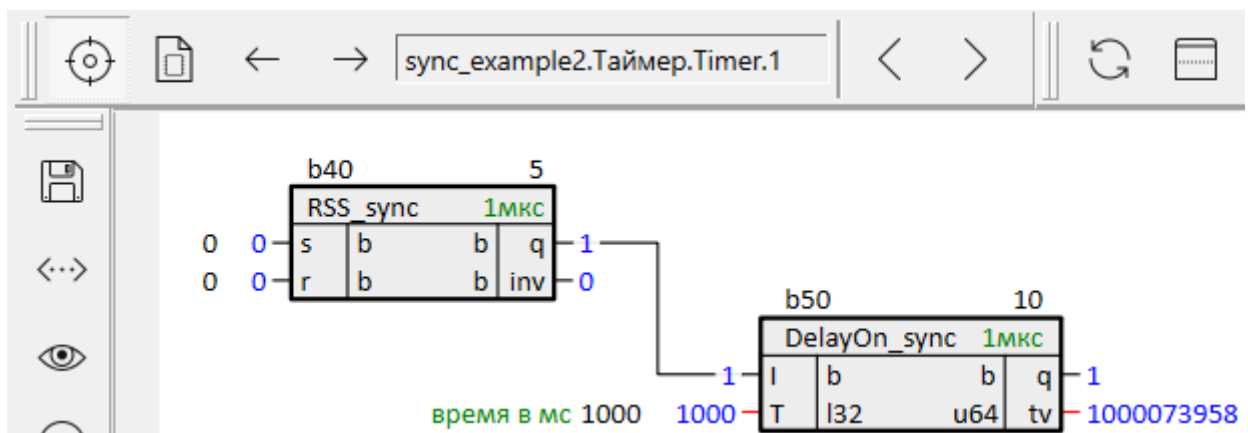 sync_example2.Таймер.Timer.1
b40 5
RSS_sync 1мкс
0 0 s b b q 1
0 0 r b b inv 0
b50 10
DelayOn_sync 1мкс
1 I b b q 1
время в мс 1000 1000 T l32 u64 tv 1000073958